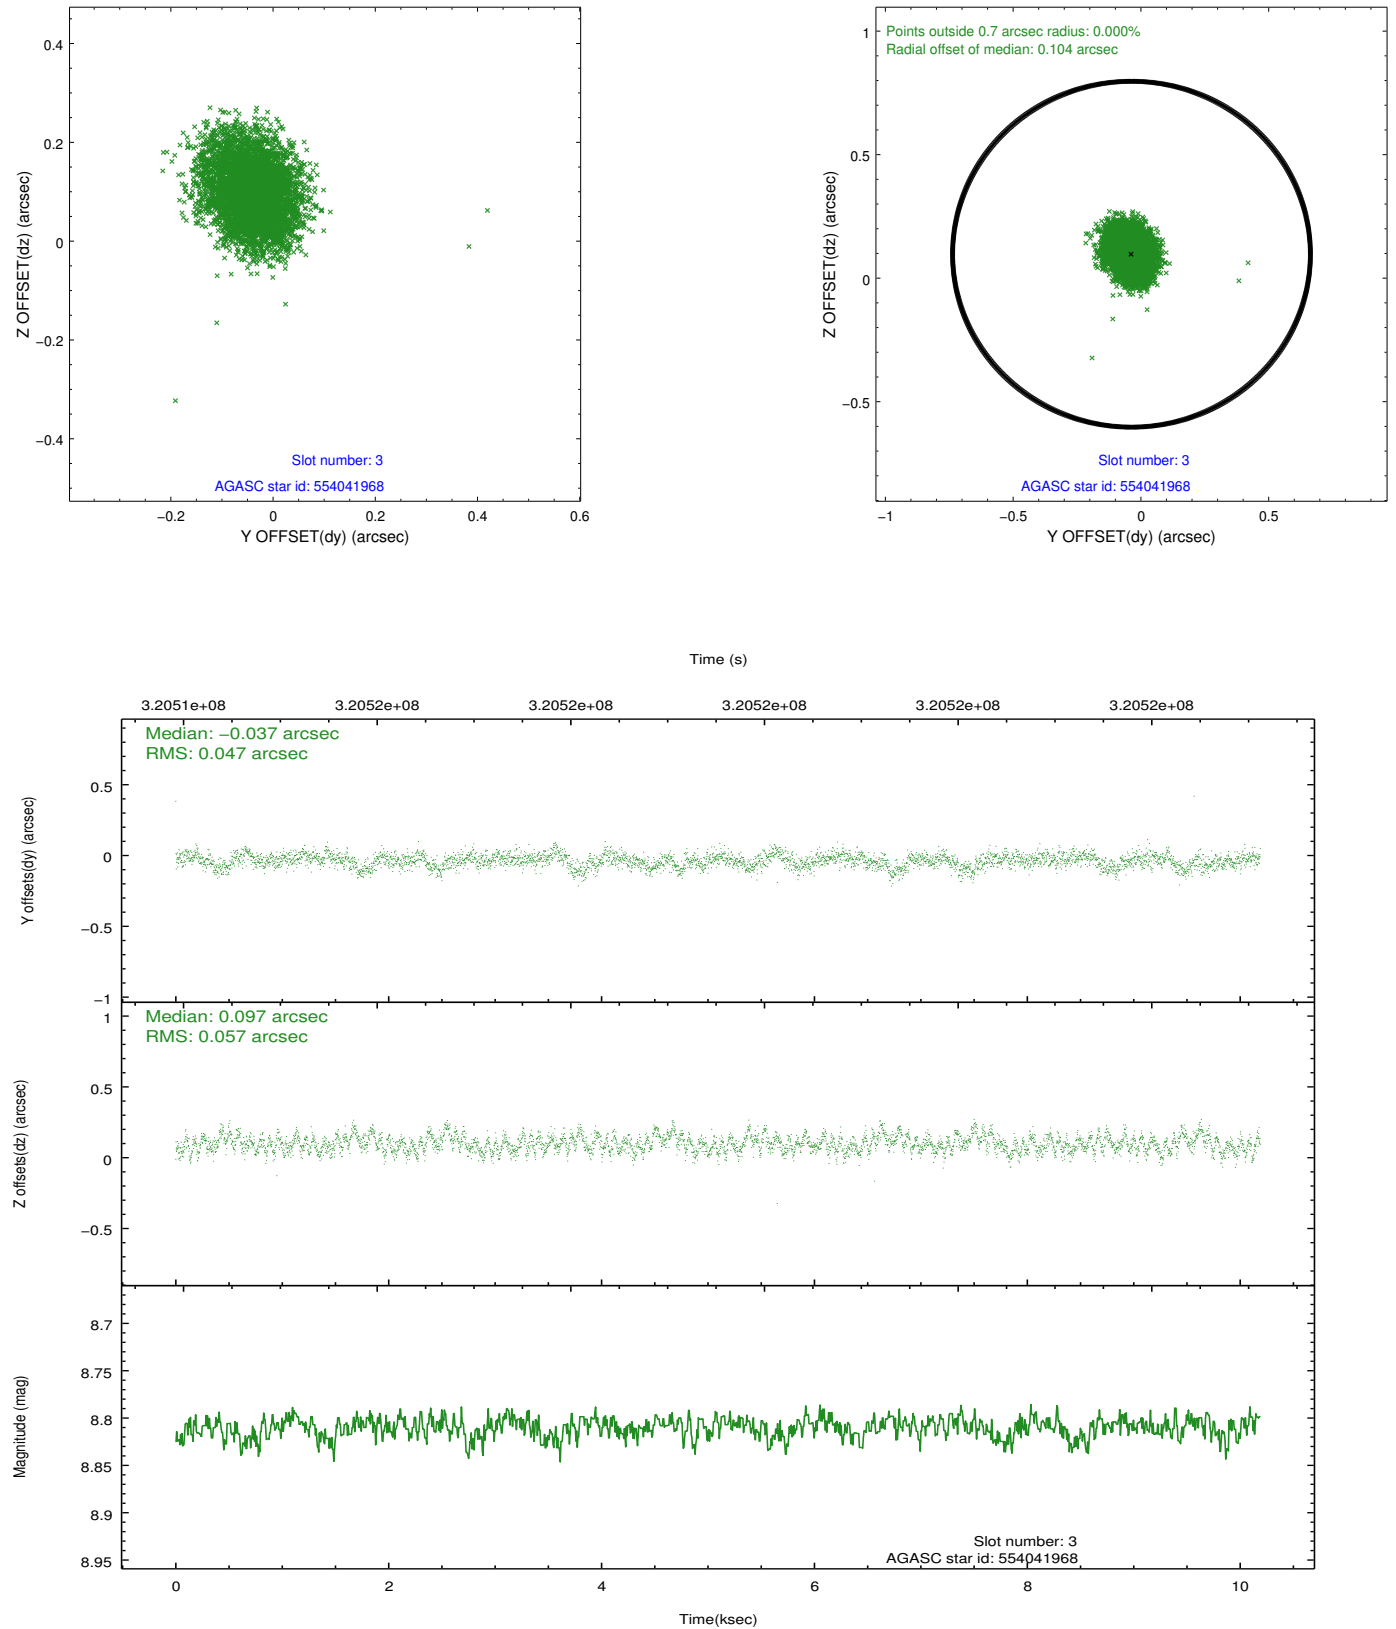 0.4
0.2
0
−0.2
−0.4
Z OFFSET(dz) (arcsec)
Slot number: 3
AGASC star id: 554041968
−0.2 0 0.2 0.4 0.6
Y OFFSET(dy) (arcsec)
Points outside 0.7 arcsec radius: 0.000%
Radial offset of median: 0.104 arcsec
1
0.5
0
−0.5
Z OFFSET(dz) (arcsec)
Slot number: 3
AGASC star id: 554041968
−1 −0.5 0 0.5
Y OFFSET(dy) (arcsec)
Time (s)
3.2051e+08 3.2052e+08 3.2052e+08 3.2052e+08 3.2052e+08 3.2052e+08
Median: −0.037 arcsec
RMS: 0.047 arcsec
0.5
0
−0.5
−1
Y offsets(dy) (arcsec)
Median: 0.097 arcsec
RMS: 0.057 arcsec
1
0.5
0
−0.5
Z offsets(dz) (arcsec)
8.7
8.75
8.8
8.85
8.9
8.95
Magnitude (mag)
Slot number: 3
AGASC star id: 554041968
0 2 4 6 8 10
Time(ksec)